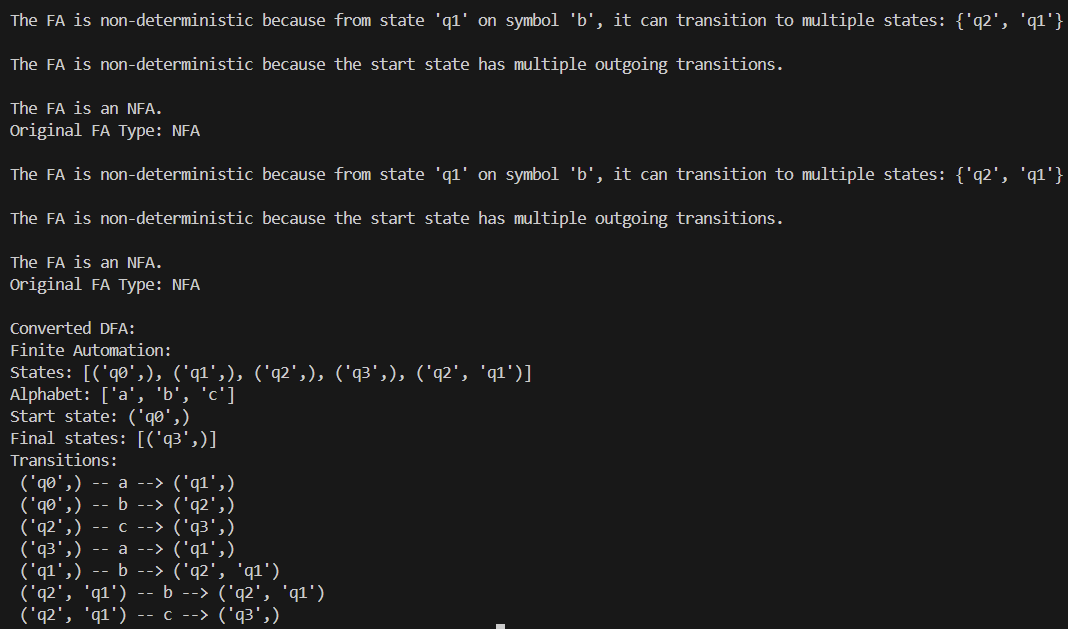 The FA is non-deterministic because from state 'q1' on symbol 'b', it can transition to multiple states: {'q2', 'q1'}
The FA is non-deterministic because the start state has multiple outgoing transitions.
The FA is an NFA.
Original FA Type: NFA
The FA is non-deterministic because from state 'q1' on symbol 'b', it can transition to multiple states: {'q2', 'q1'}
The FA is non-deterministic because the start state has multiple outgoing transitions.
The FA is an NFA.
Original FA Type: NFA
Converted DFA:
Finite Automation:
States: [('q0',), ('q1',), ('q2',), ('q3',), ('q2', 'q1')]
Alphabet: ['a', 'b', 'c']
Start state: ('q0',)
Final states: [('q3',)]
Transitions:
('q0',) -- a --> ('q1',)
('q0',) -- b --> ('q2',)
('q2',) -- c --> ('q3',)
('q3',) -- a --> ('q1',)
('q1',) -- b --> ('q2', 'q1')
('q2', 'q1') -- b --> ('q2', 'q1')
('q2', 'q1') -- c --> ('q3',)